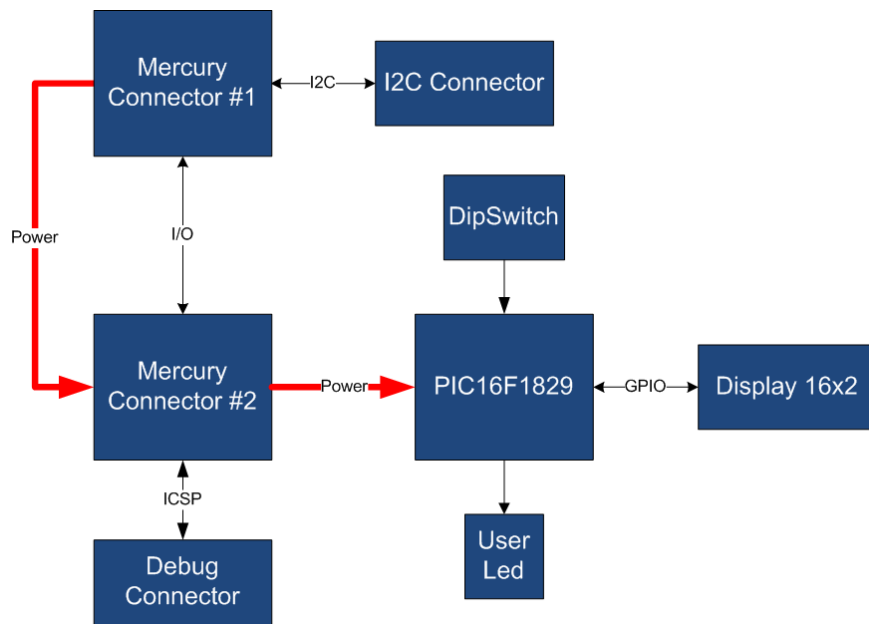 Mercury
Connector #1
I2C
I2C Connector
DipSwitch
Power
I/O
Mercury
Connector #2
Power
PIC16F1829
GPIO
Display 16x2
ICSP
Debug
Connector
User
Led